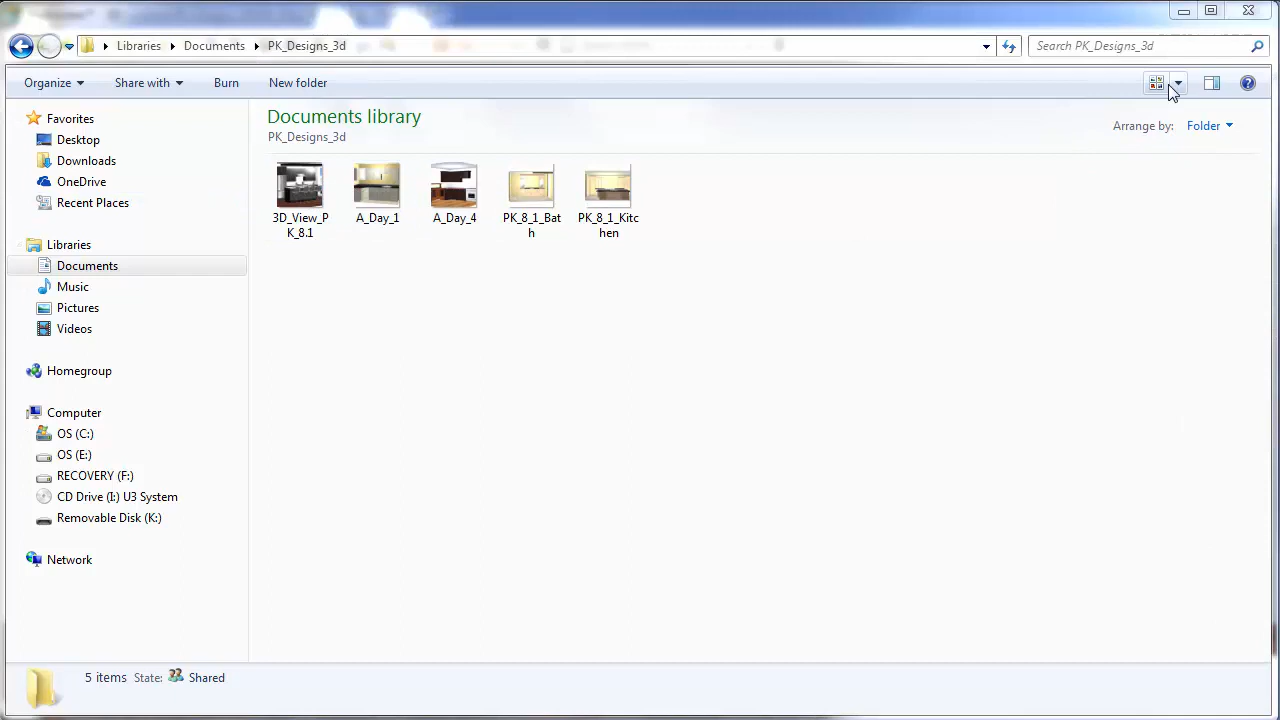 Libraries Documents PK_Designs_3d Search PK_Designs_3d
Organize Share with Burn New folder
Favorites
Desktop
Downloads
OneDrive
Recent Places
Libraries
Documents
Music
Pictures
Videos
Homegroup
Computer
OS (C:)
OS (E:)
RECOVERY (F:)
CD Drive (I:) U3 System
Removable Disk (K:)
Network
Documents library
PK_Designs_3d
Arrange by: Folder
3D_View_P
K_8.1
A_Day_1
A_Day_4
PK_8_1_Bat
h
PK_8_1_Kitc
hen
5 items State: Shared